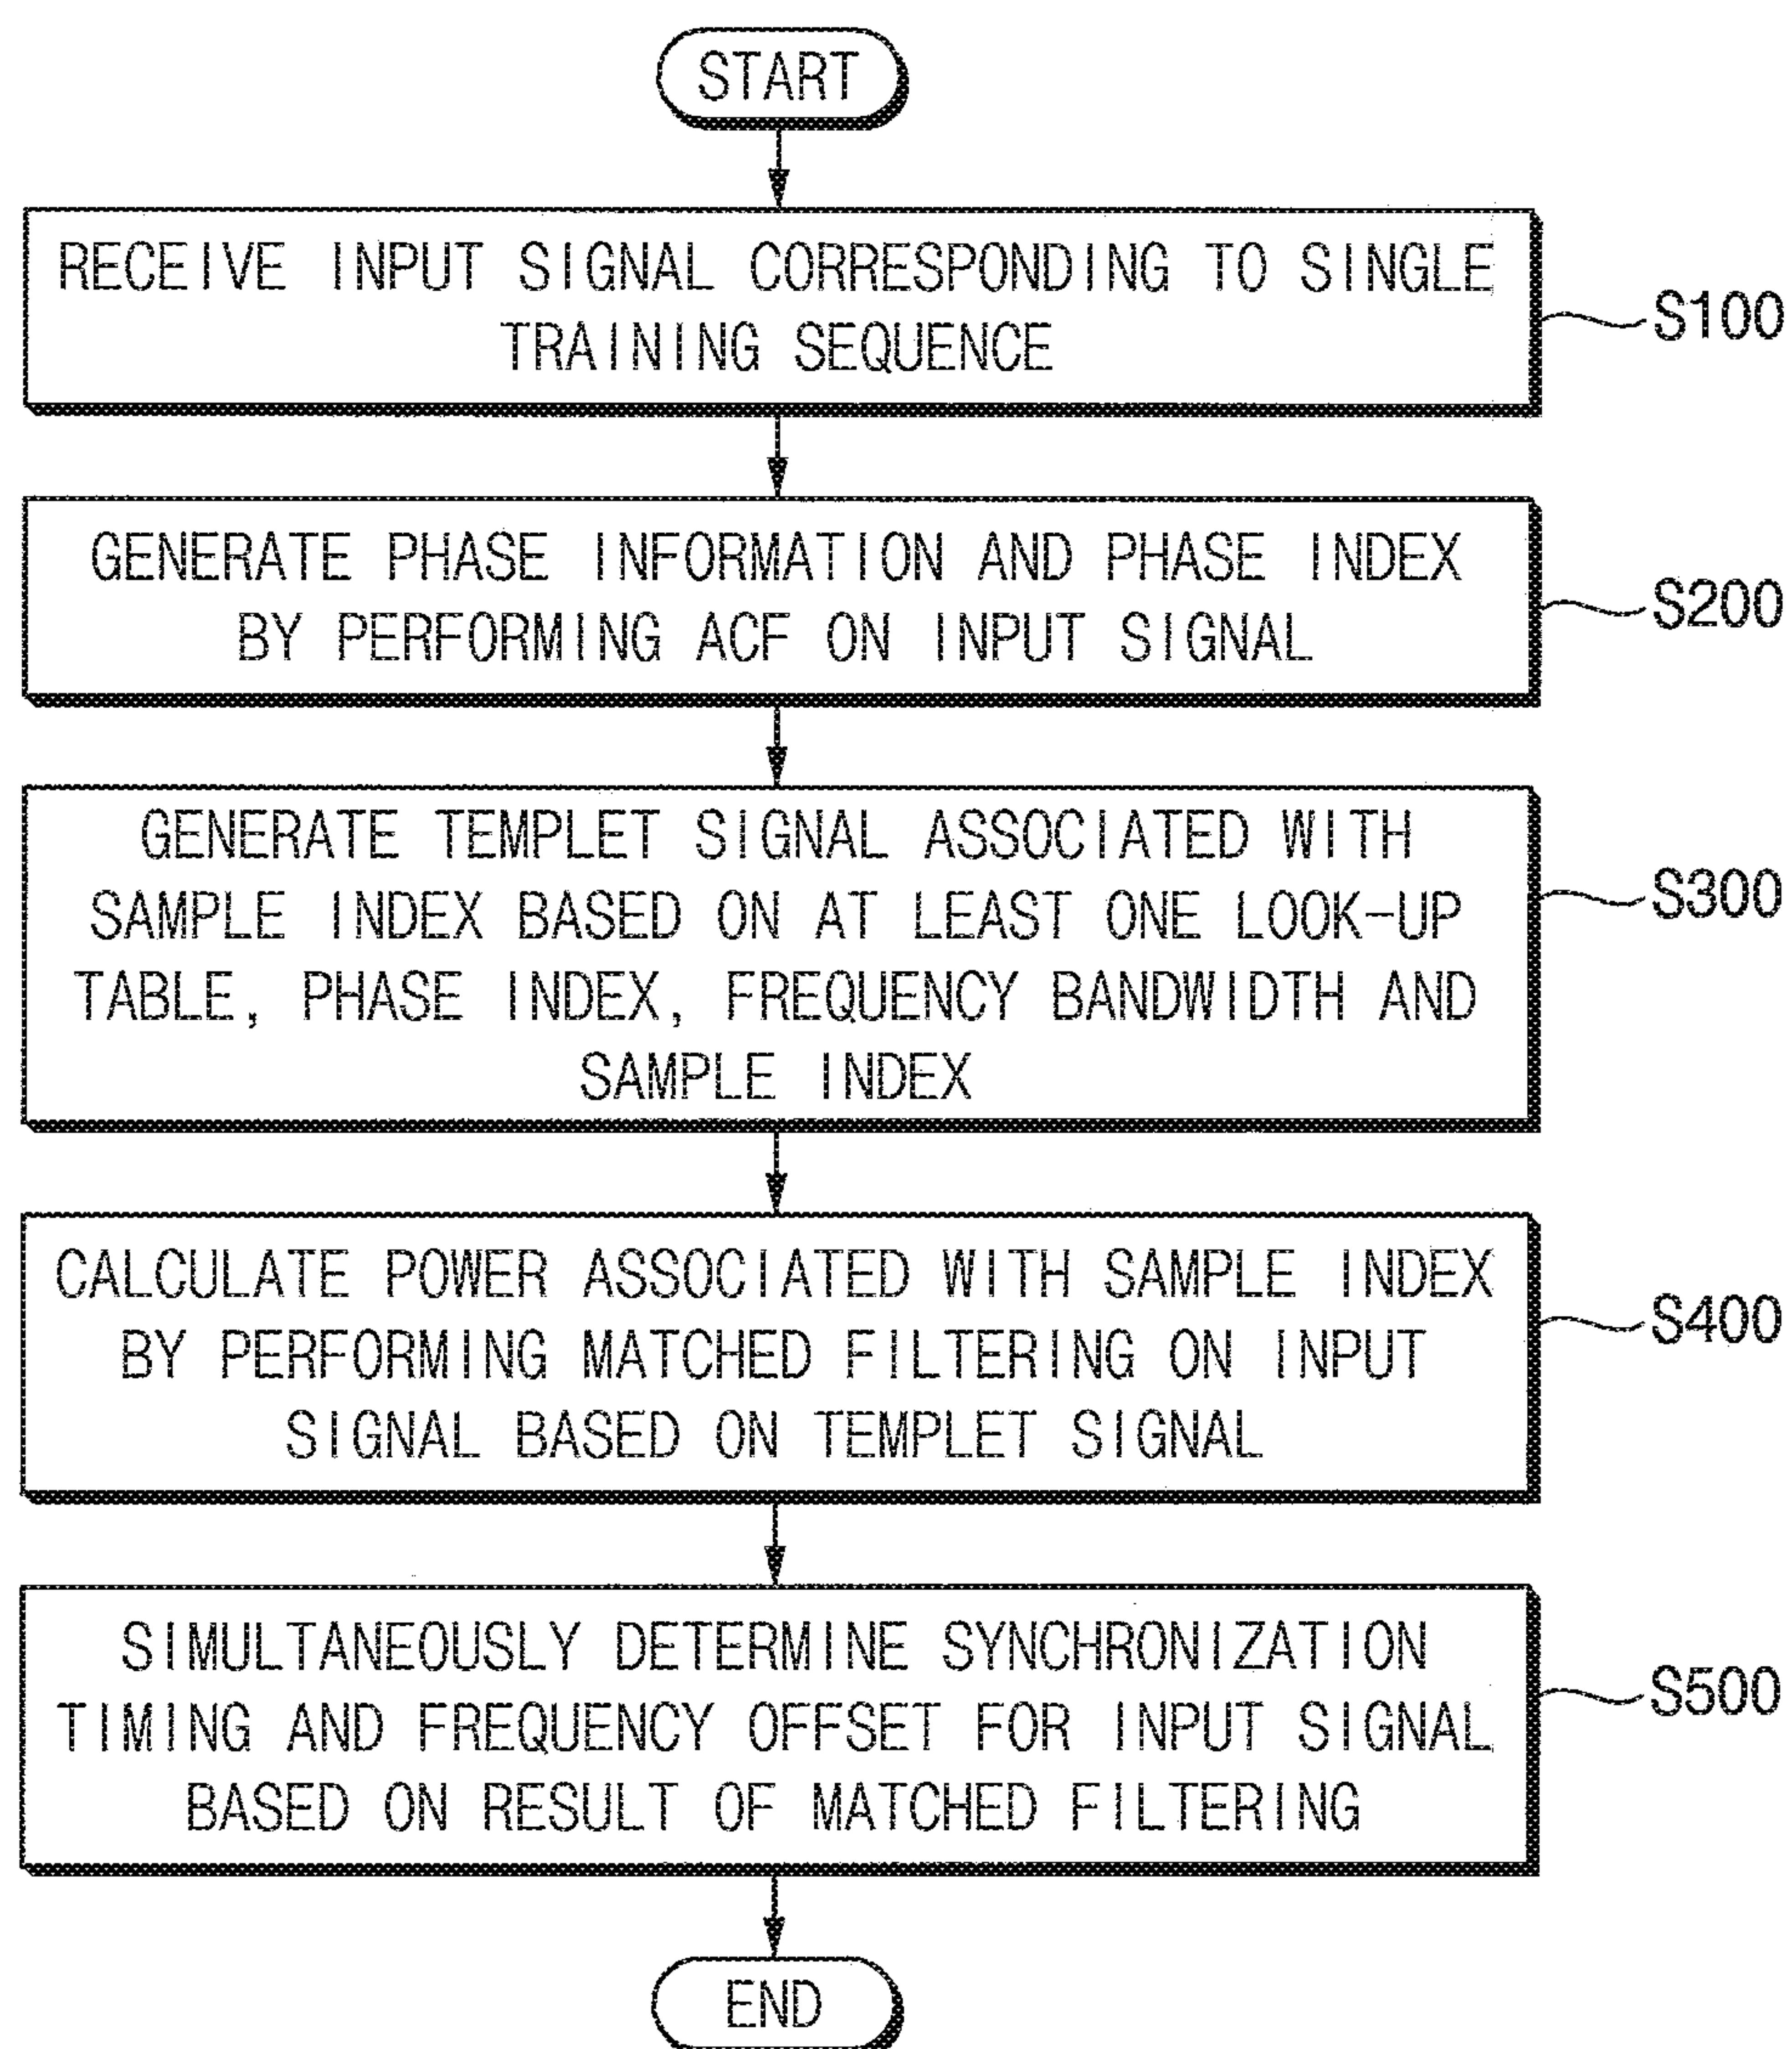 START
RECEIVE INPUT SIGNAL CORRESPONDING TO SINGLE
TRAINING SEQUENCE
S100
GENERATE PHASE INFORMATION AND PHASE INDEX
BY PERFORMING ACF ON INPUT SIGNAL
S200
GENERATE TEMPLET SIGNAL ASSOCIATED WITH
SAMPLE INDEX BASED ON AT LEAST ONE LOOK-UP
TABLE, PHASE INDEX, FREQUENCY BANDWIDTH AND
SAMPLE INDEX
S300
CALCULATE POWER ASSOCIATED WITH SAMPLE INDEX
BY PERFORMING MATCHED FILTERING ON INPUT
SIGNAL BASED ON TEMPLET SIGNAL
S400
SIMULTANEOUSLY DETERMINE SYNCHRONIZATION
TIMING AND FREQUENCY OFFSET FOR INPUT SIGNAL
BASED ON RESULT OF MATCHED FILTERING
S500
END